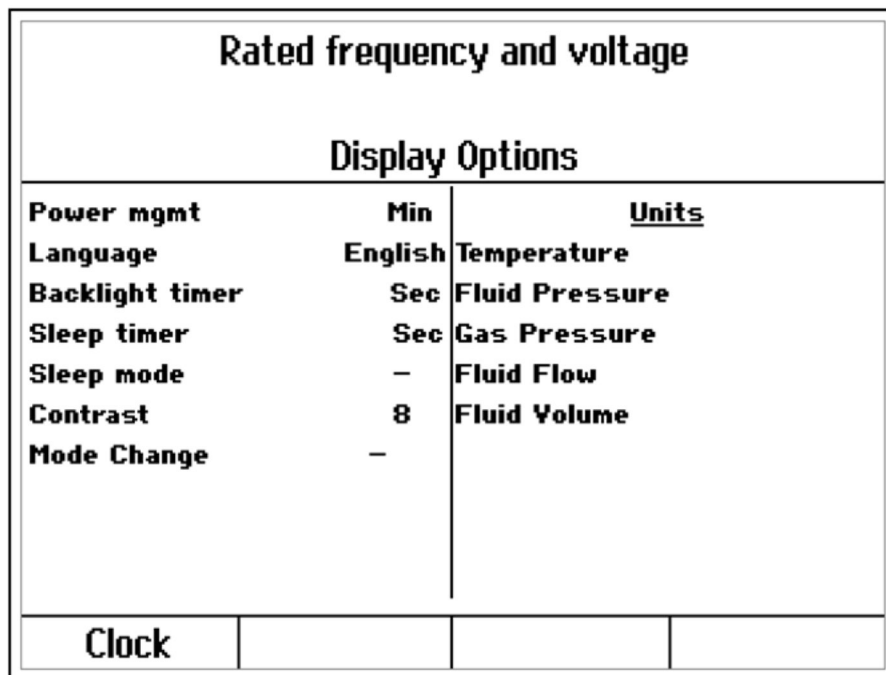 Rated frequency and voltage
Display Options
Power mgmt Min
Language English
Backlight timer Sec
Sleep timer Sec
Sleep mode –
Contrast 8
Mode Change –
Units
Temperature
Fluid Pressure
Gas Pressure
Fluid Flow
Fluid Volume
Clock